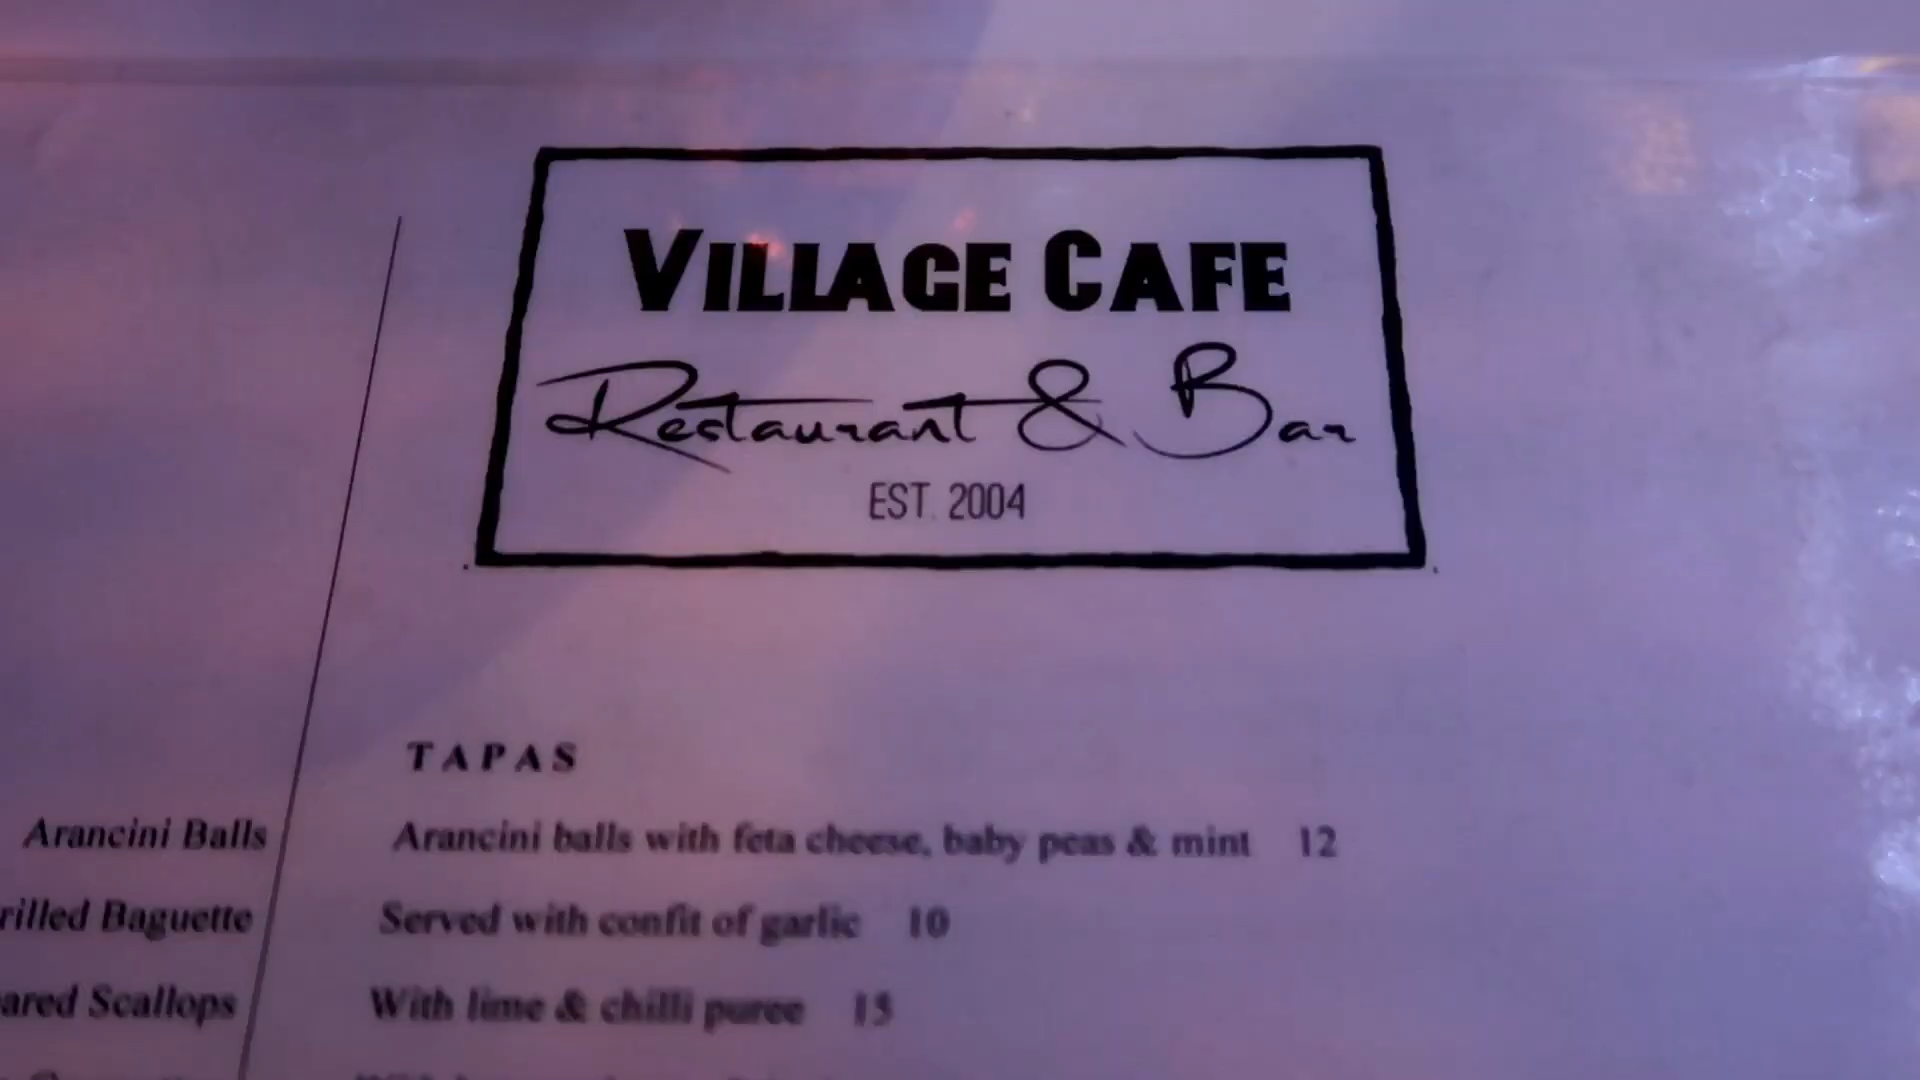 VILLAGE CAFE
Restaurant & Bar
EST. 2004
TAPAS
Arancini Balls Arancini balls with feta cheese, baby peas & mint 12
rilled Baguette Served with confit of garlic 10
ared Scallops With lime & chilli puree 15